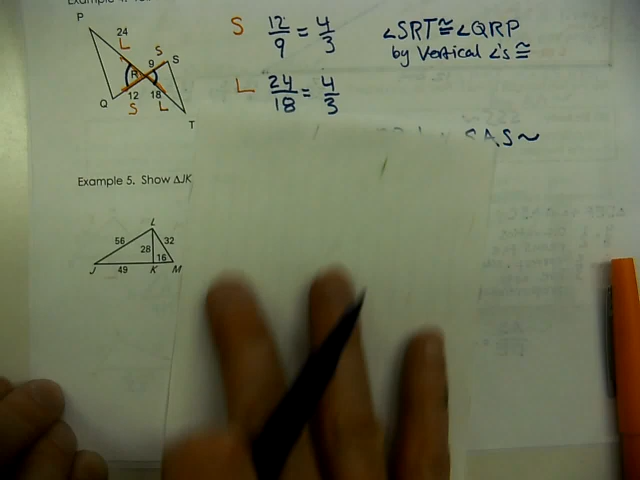 P
24
L
S
9
S
R
Q
12
18
S
L
T
S 12/9 = 4/3
L 24/18 = 4/3
∠SRT ≅ ∠QRP
by Vertical ∠'s ≅
SAS ~
Example 5. Show ΔJK
L
56
28
32
16
J
49
K
M